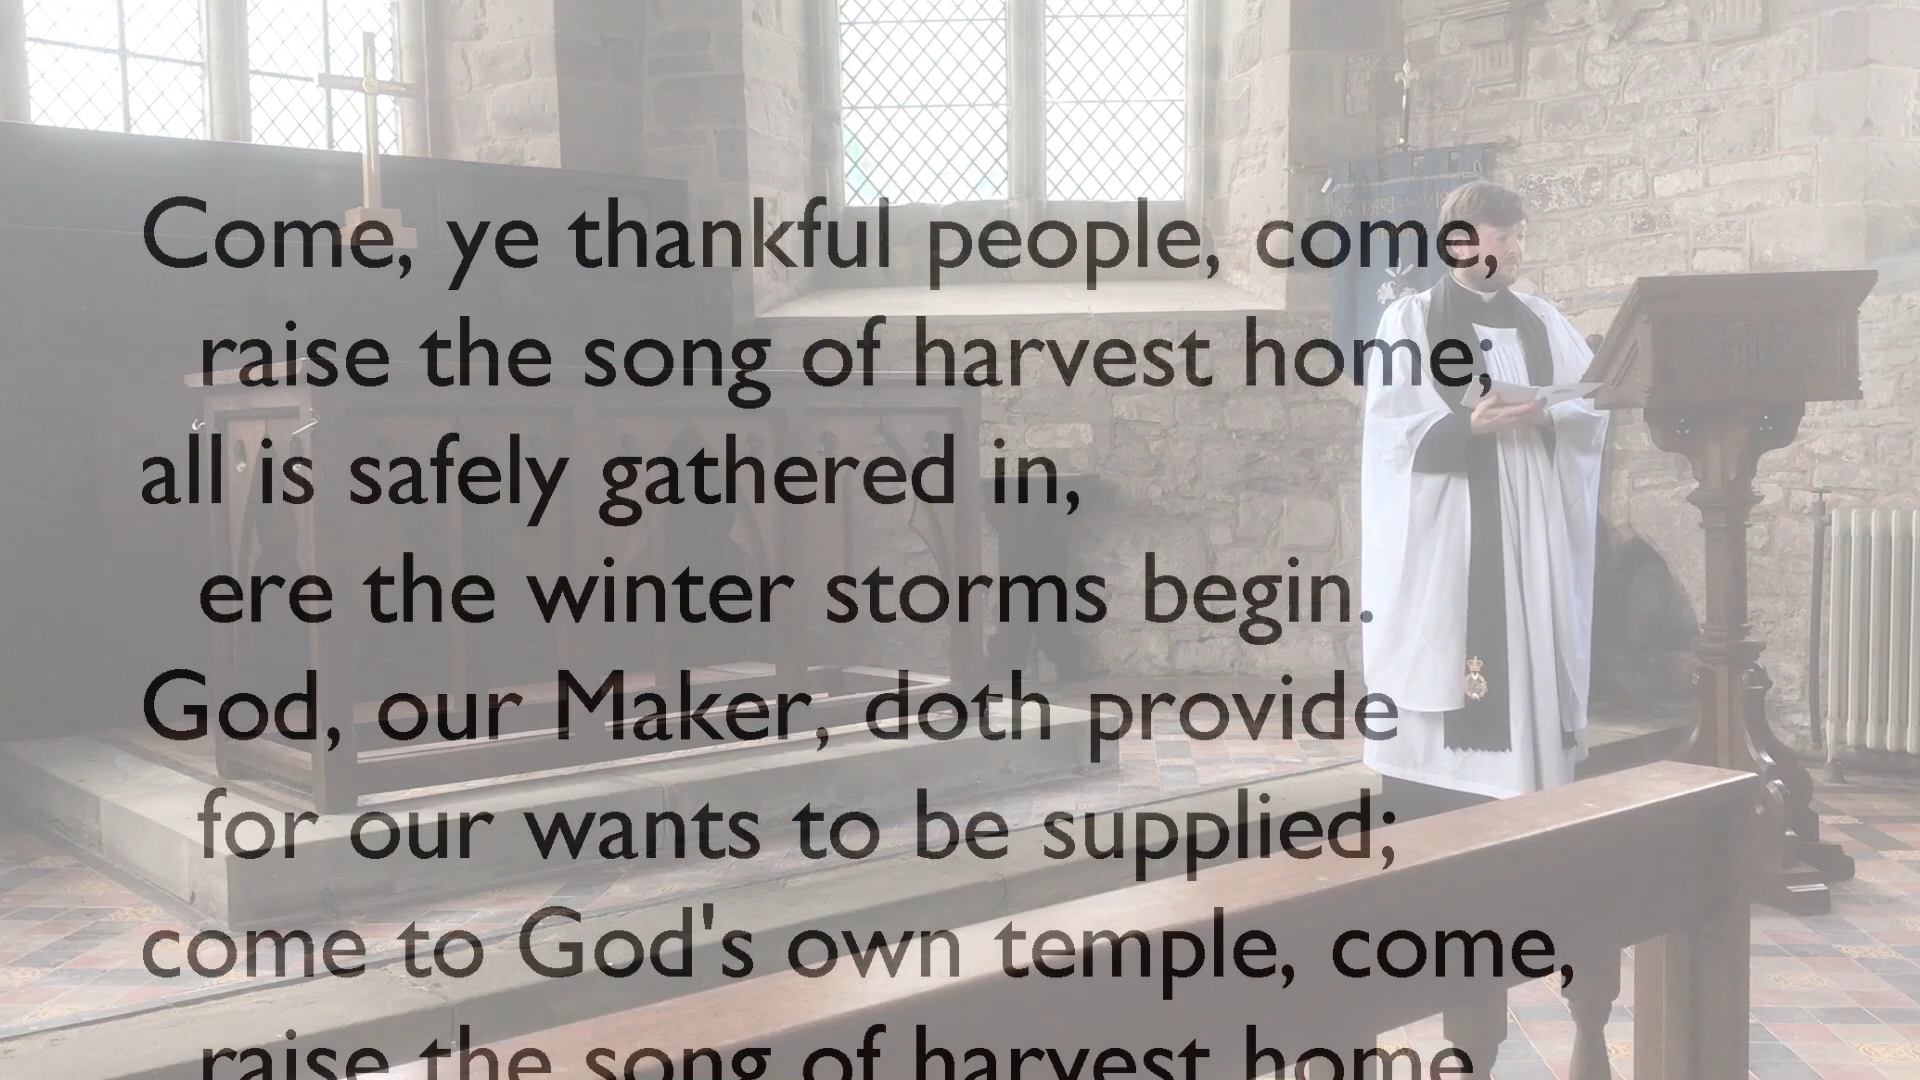 Come, ye thankful people, come,
raise the song of harvest home;
all is safely gathered in,
ere the winter storms begin.
God, our Maker, doth provide
for our wants to be supplied;
come to God's own temple, come,
raise the song of harvest home